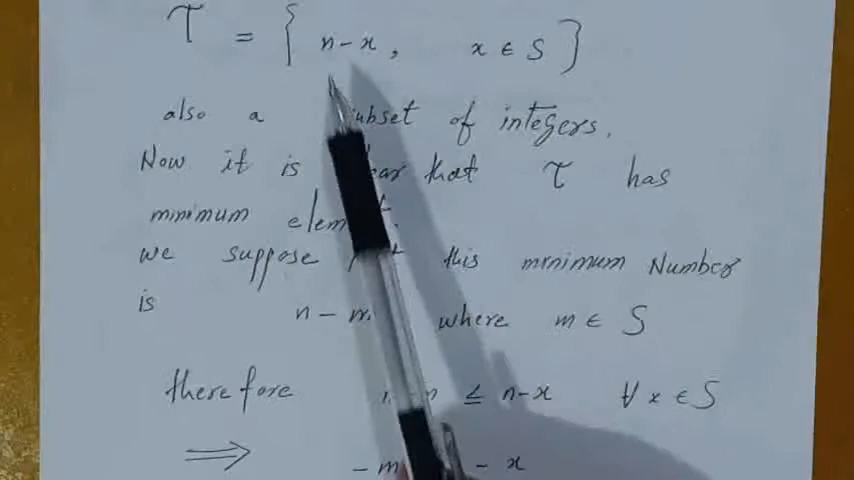 T = { n - x , x ∈ S }
also a ubset of integers.
Now it is ear that T has
minimum elem
we suppose this minimum Number
is n - m where m ∈ S
therefore ≤ n-x ∀ x ∈ S
⟹ - m - x